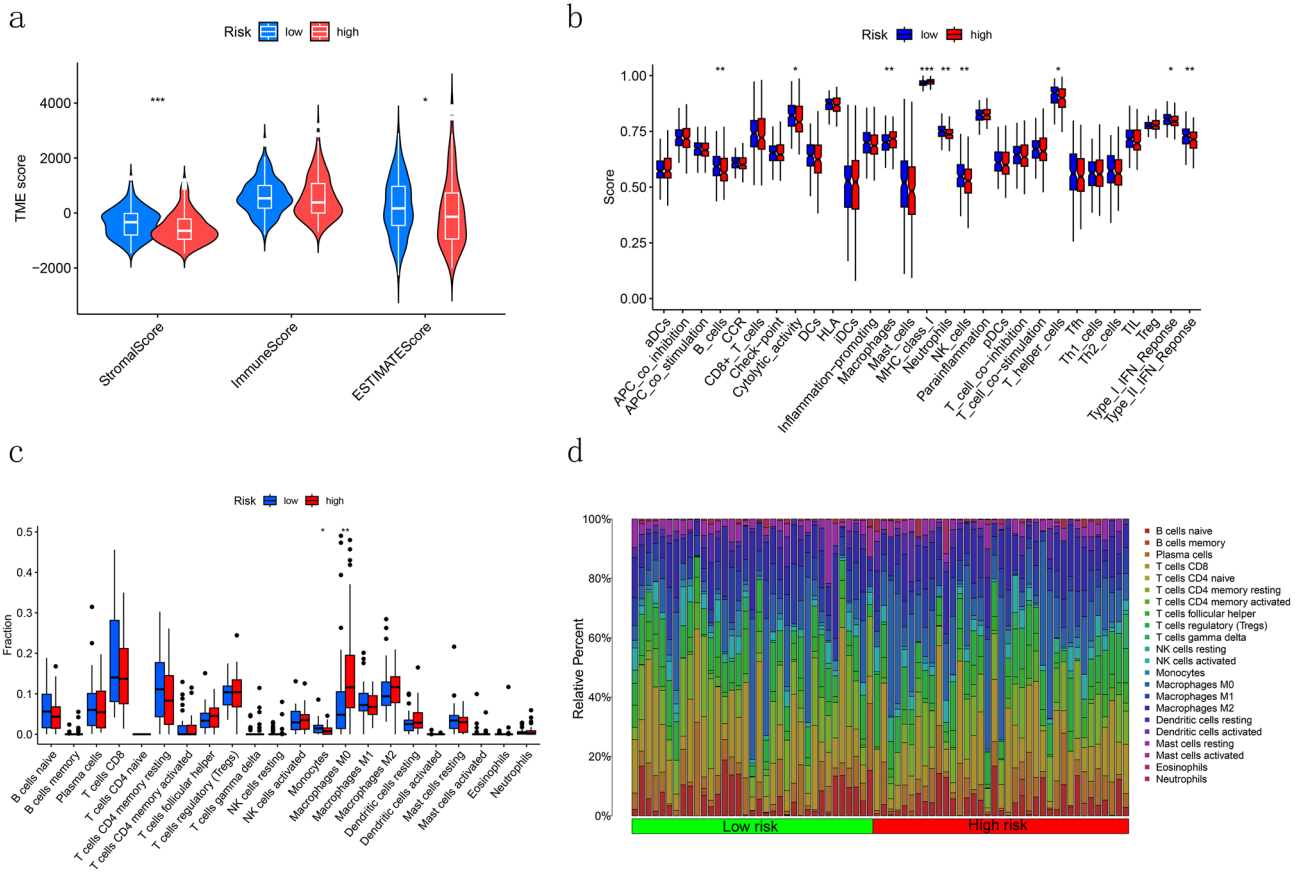 a
Risk low high
TME score
4000
2000
0
−2000
***
*
StromalScore
ImmuneScore
ESTIMATEScore
b
Risk low high
Score
1.00
0.75
0.50
0.25
0.00
**
*
**
***
**
**
*
*
**
aDCs
APC_co_inhibition
APC_co_stimulation
B_cells
CCR
CD8+_T_cells
Check−point
Cytolytic_activity
DCs
HLA
iDCs
Inflammation−promoting
Macrophages
Mast_cells
MHC_class_I
Neutrophils
NK_cells
Parainflammation
pDCs
T_cell_co−inhibition
T_cell_co−stimulation
T_helper_cells
Tfh
Th1_cells
Th2_cells
TIL
Treg
Type_I_IFN_Reponse
Type_II_IFN_Reponse
c
Risk low high
Fraction
0.5
0.4
0.3
0.2
0.1
0.0
*
**
B cells naive
B cells memory
Plasma cells
T cells CD8
T cells CD4 naive
T cells CD4 memory resting
T cells CD4 memory activated
T cells follicular helper
T cells regulatory (Tregs)
T cells gamma delta
NK cells resting
NK cells activated
Monocytes
Macrophages M0
Macrophages M1
Macrophages M2
Dendritic cells resting
Dendritic cells activated
Mast cells resting
Mast cells activated
Eosinophils
Neutrophils
d
Relative Percent
100%
80%
60%
40%
20%
0%
Low risk
High risk
B cells naive
B cells memory
Plasma cells
T cells CD8
T cells CD4 naive
T cells CD4 memory resting
T cells CD4 memory activated
T cells follicular helper
T cells regulatory (Tregs)
T cells gamma delta
NK cells resting
NK cells activated
Monocytes
Macrophages M0
Macrophages M1
Macrophages M2
Dendritic cells resting
Dendritic cells activated
Mast cells resting
Mast cells activated
Eosinophils
Neutrophils